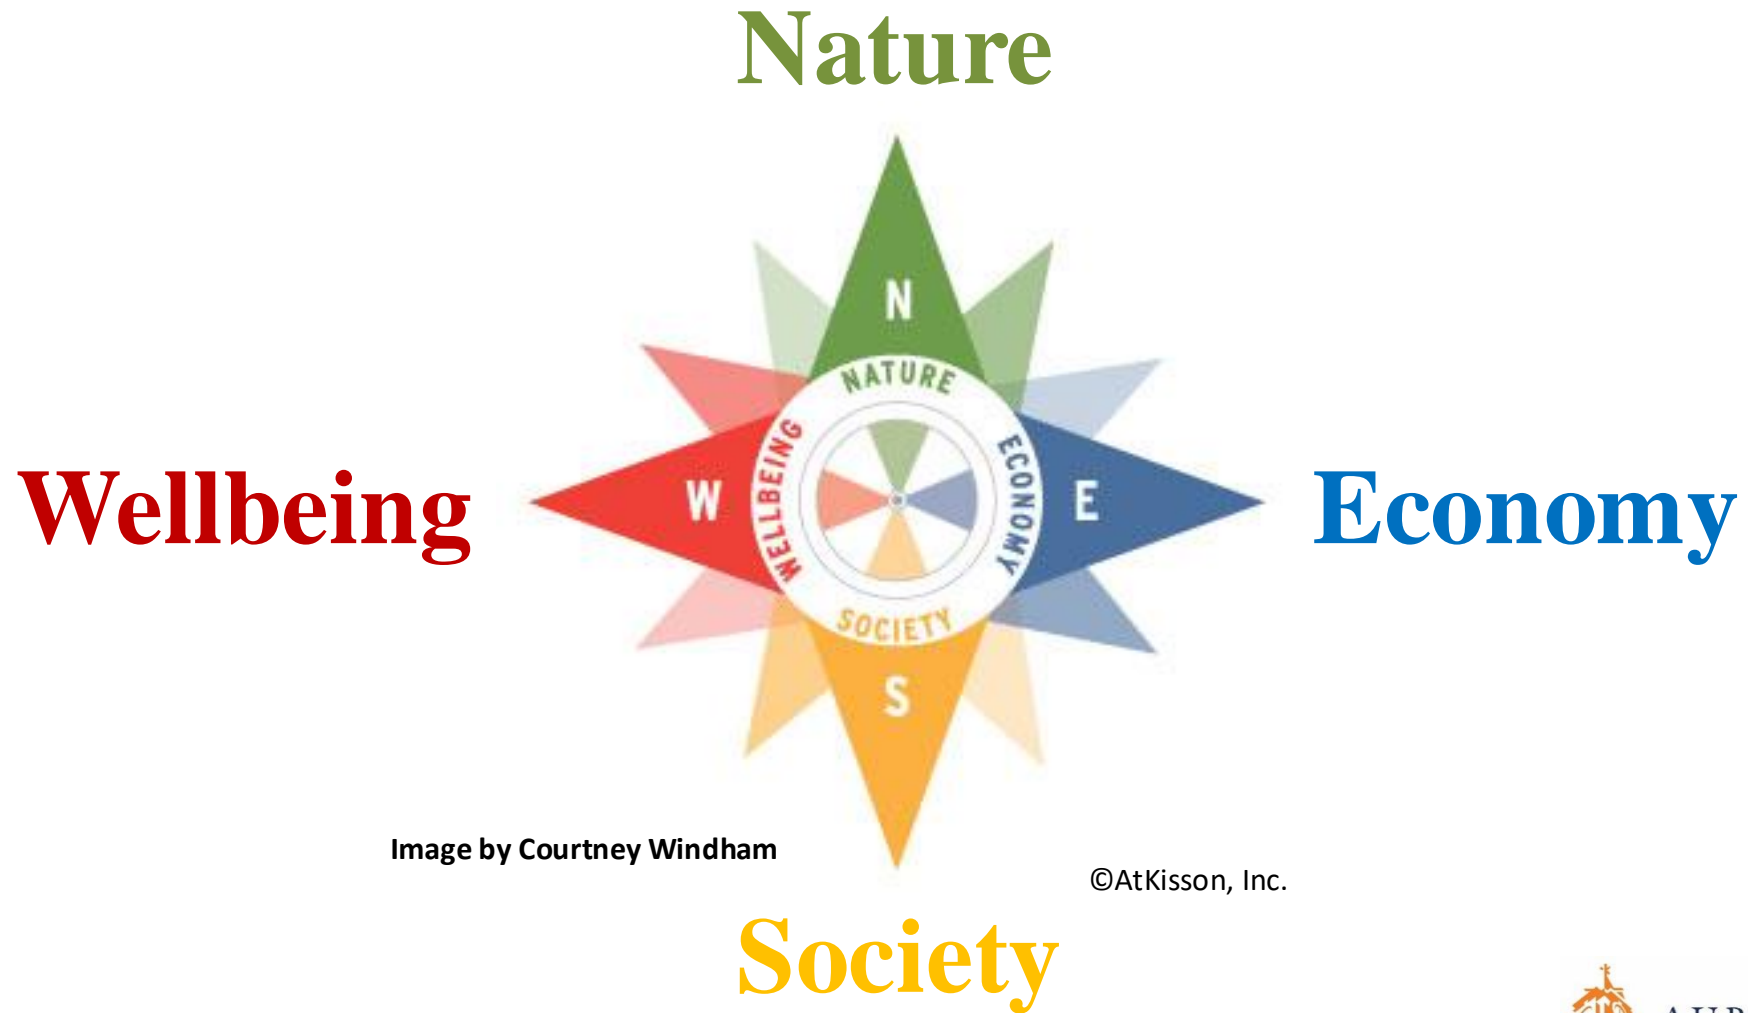 Nature
N
NATURE
WELLBEING
ECONOMY
Wellbeing
W
E
Economy
SOCIETY
S
Image by Courtney Windham
©AtKisson, Inc.
Society